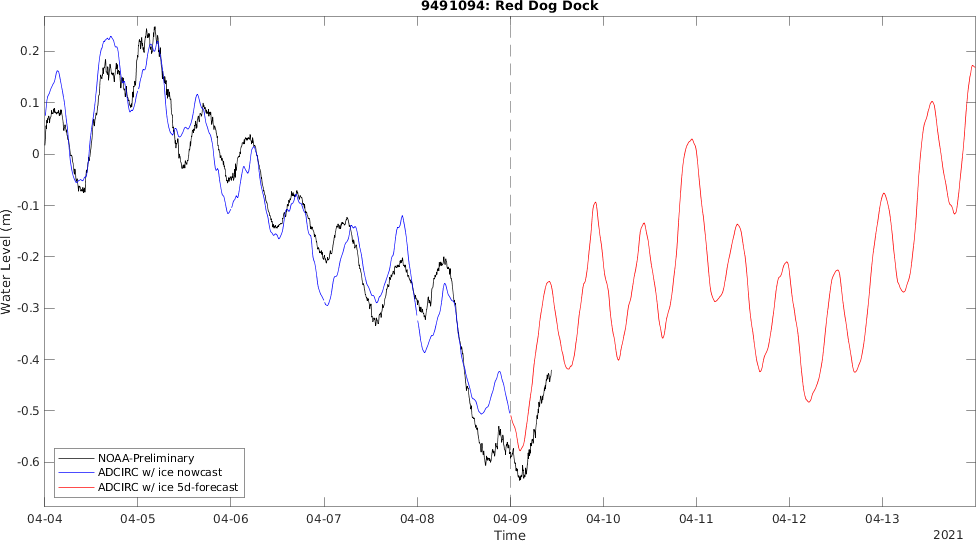 9491094: Red Dog Dock
0.2
0.1
0
-0.1
-0.2
-0.3
-0.4
-0.5
-0.6
Water Level (m)
NOAA-Preliminary
ADCIRC w/ ice nowcast
ADCIRC w/ ice 5d-forecast
04-04 04-05 04-06 04-07 04-08 04-09 04-10 04-11 04-12 04-13
Time
2021